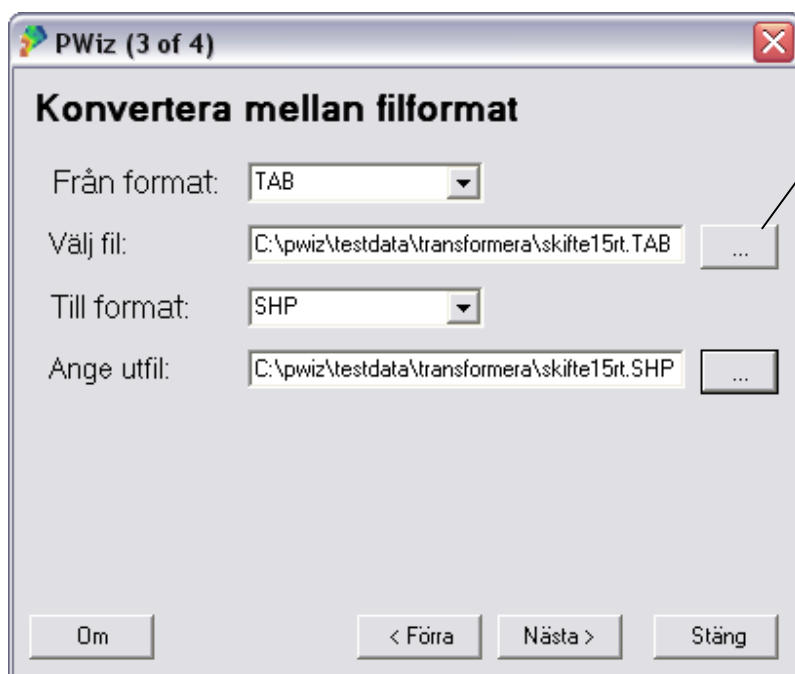 PWiz (3 of 4)
Konvertera mellan filformat
Från format: TAB
Välj fil: C:\pwiz\testdata\transformera\skifte15rt.TAB ...
Till format: SHP
Ange utfil: C:\pwiz\testdata\transformera\skifte15rt.SHP ...
Om < Förra Nästa > Stäng